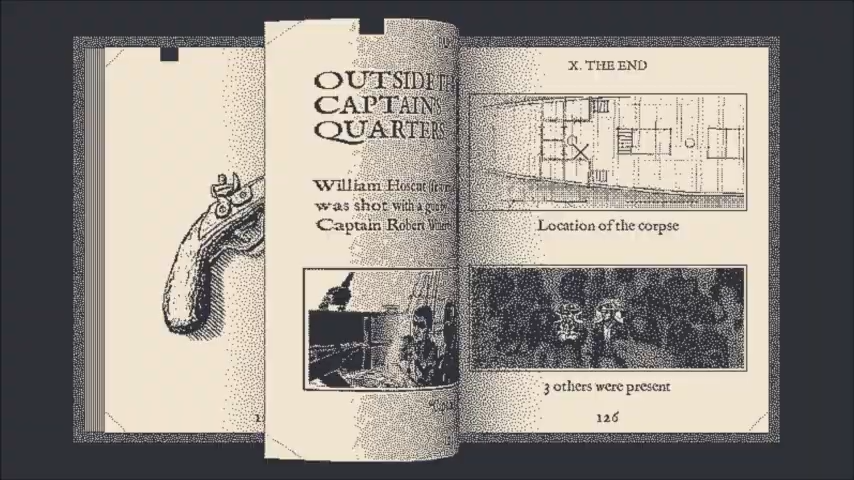 OUTSIDE
CAPTAIN'S
QUARTERS
William Hoscut
was shot with a gun
Captain Robert
X. THE END
Location of the corpse
3 others were present
126